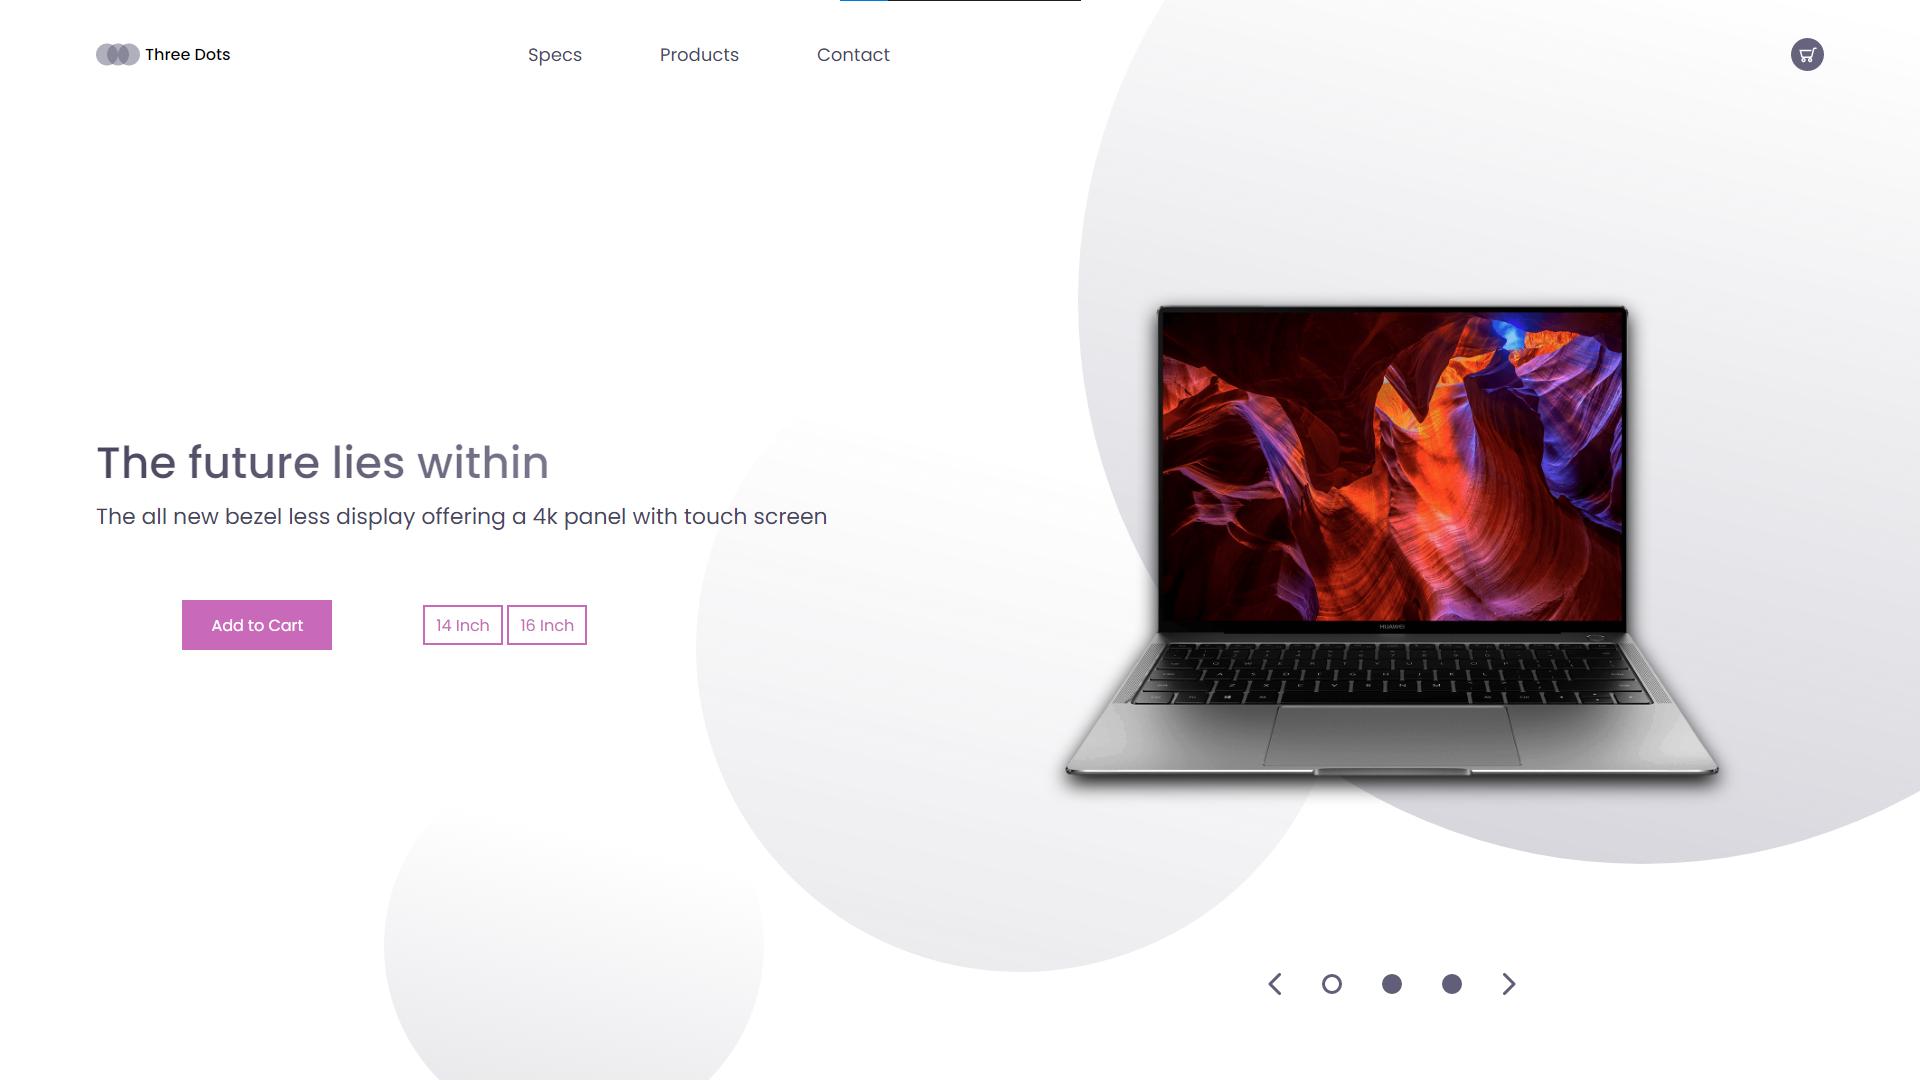 Three Dots
Specs
Products
Contact
The future lies within
The all new bezel less display offering a 4k panel with touch screen
Add to Cart
14 Inch
16 Inch
HUAWEI